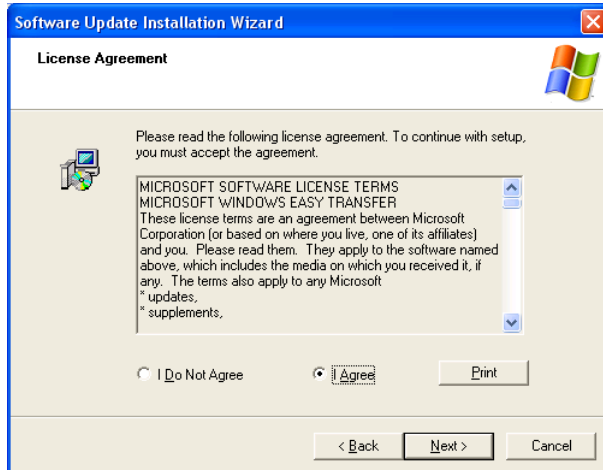 Software Update Installation Wizard
License Agreement
Please read the following license agreement. To continue with setup,
you must accept the agreement.
MICROSOFT SOFTWARE LICENSE TERMS
MICROSOFT WINDOWS EASY TRANSFER
These license terms are an agreement between Microsoft
Corporation (or based on where you live, one of its affiliates)
and you. Please read them. They apply to the software named
above, which includes the media on which you received it, if
any. The terms also apply to any Microsoft
* updates,
* supplements,
I Do Not Agree
I Agree
Print
< Back
Next >
Cancel